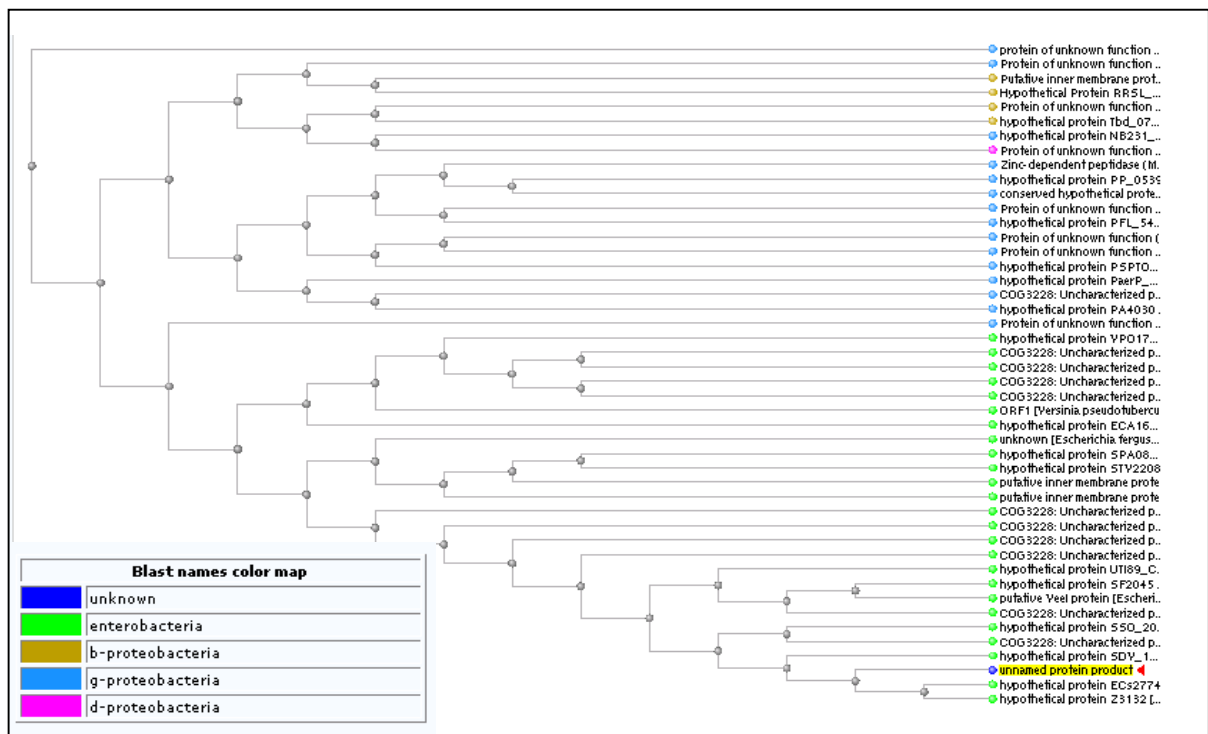 protein of unknown function ..
Protein of unknown function ..
Putative inner membrane prot..
Hypothetical Protein RRSL_...
Protein of unknown function ..
hypothetical protein Tbd_07...
hypothetical protein NB231_...
Protein of unknown function ..
Zinc-dependent peptidase (M.
hypothetical protein PP_0539
conserved hypothetical prote..
Protein of unknown function ..
hypothetical protein PFL_54..
Protein of unknown function (
Protein of unknown function ..
hypothetical protein PSPTO...
hypothetical protein PaerP_...
COG3228: Uncharacterized p..
hypothetical protein PA4030 .
Protein of unknown function ..
hypothetical protein YPO17...
COG3228: Uncharacterized p..
COG3228: Uncharacterized p..
COG3228: Uncharacterized p..
COG3228: Uncharacterized p..
ORF1 [Yersinia pseudotubercu
hypothetical protein ECA16...
unknown [Escherichia fergus...
hypothetical protein SPA08...
hypothetical protein STY2208
putative inner membrane prote
putative inner membrane prote
COG3228: Uncharacterized p..
COG3228: Uncharacterized p..
COG3228: Uncharacterized p..
COG3228: Uncharacterized p..
hypothetical protein UTI89_C.
hypothetical protein SF2045 .
putative YeeI protein [Escheri..
COG3228: Uncharacterized p..
hypothetical protein SSO_20.
COG3228: Uncharacterized p..
hypothetical protein SDY_1...
unnamed protein product
hypothetical protein ECs2774
hypothetical protein Z3132 [...
Blast names color map
unknown
enterobacteria
b-proteobacteria
g-proteobacteria
d-proteobacteria